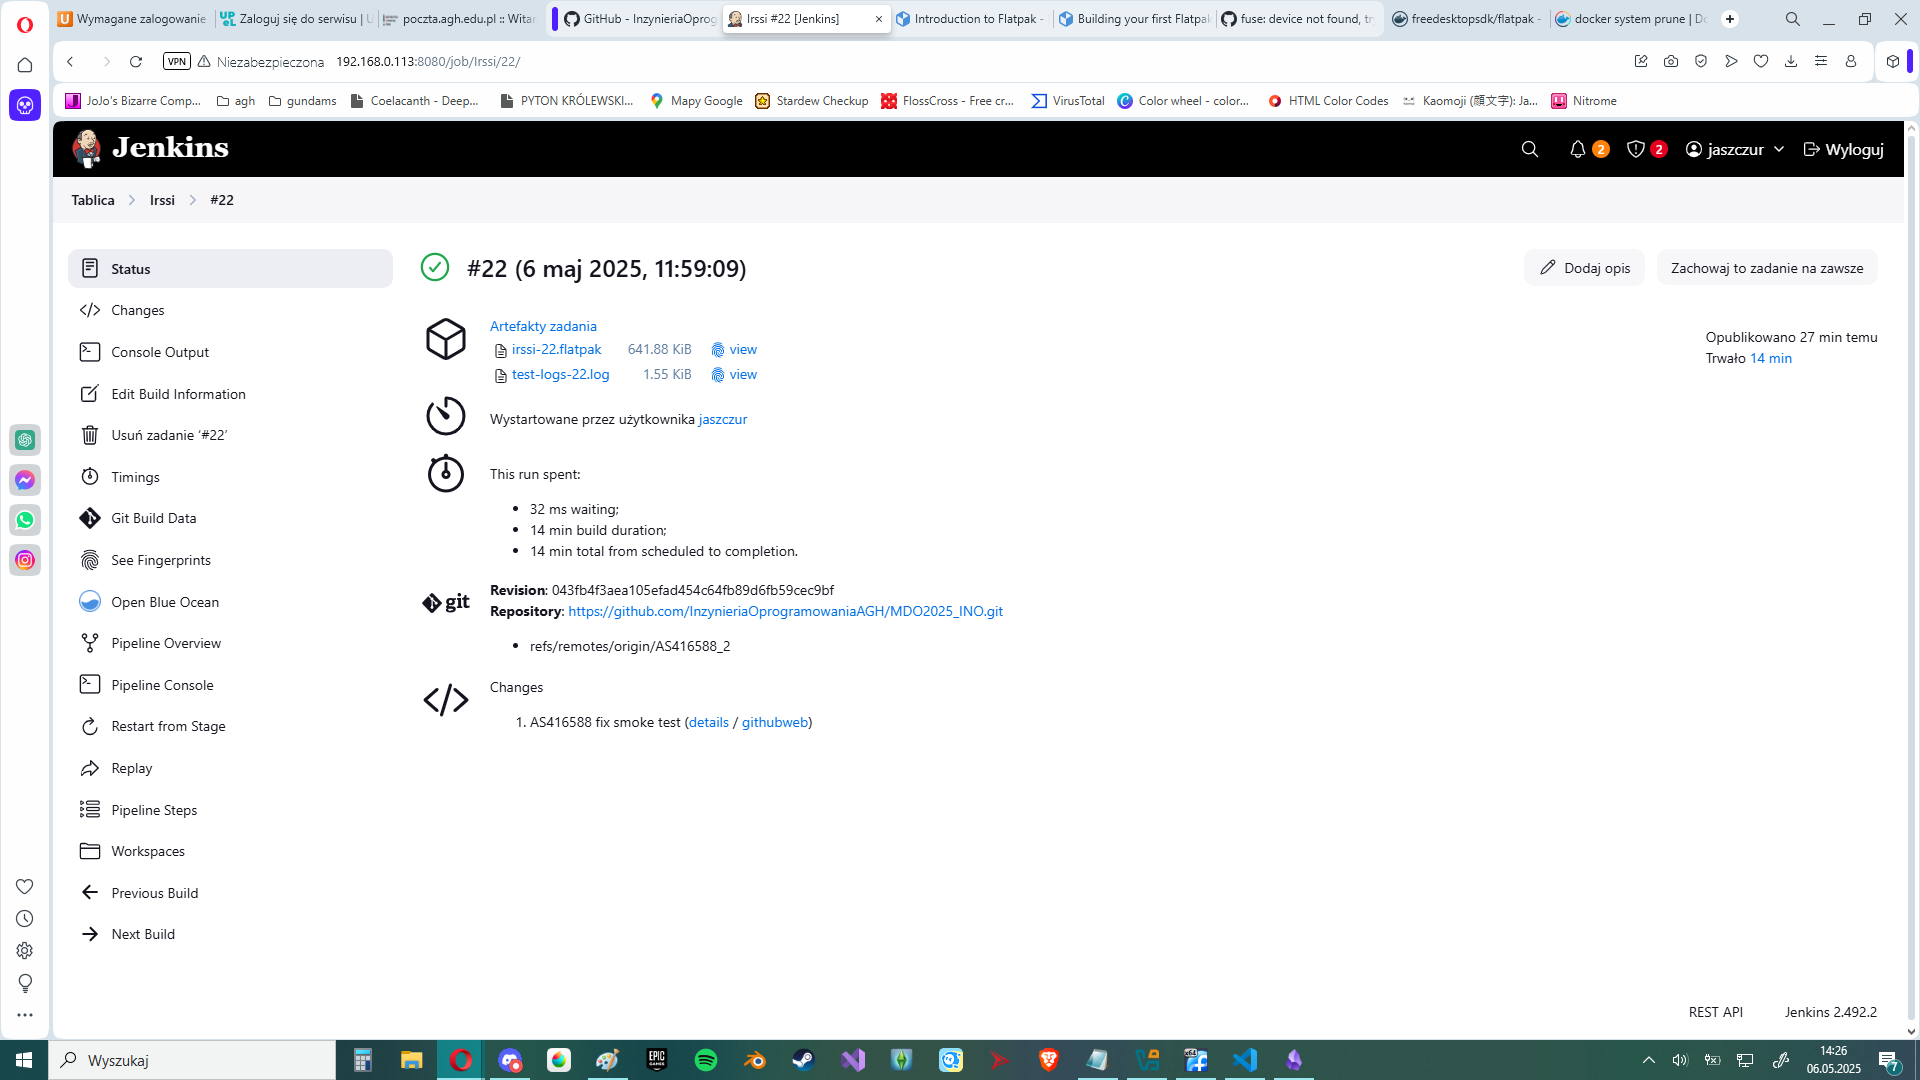 Wymagane zalogowanie
Zaloguj się do serwisu | U
poczta.agh.edu.pl :: Witam
GitHub - InzynieriaOprog
Irssi #22 [Jenkins]
Introduction to Flatpak -
Building your first Flatpak
fuse: device not found, tr
freedesktopsdk/flatpak -
docker system prune | Do
VPN
Niezabezpieczona
192.168.0.113:8080/job/Irssi/22/
JoJo's Bizarre Comp...
agh
gundams
Coelacanth - Deep...
PYTON KRÓLEWSKI...
Mapy Google
Stardew Checkup
FlossCross - Free cr...
VirusTotal
Color wheel - color...
HTML Color Codes
Kaomoji (顔文字): Ja...
Nitrome
Jenkins
2
2
jaszczur
Wyloguj
Tablica
Irssi
#22
Status
Changes
Console Output
Edit Build Information
Usuń zadanie ‘#22’
Timings
Git Build Data
See Fingerprints
Open Blue Ocean
Pipeline Overview
Pipeline Console
Restart from Stage
Replay
Pipeline Steps
Workspaces
Previous Build
Next Build
#22 (6 maj 2025, 11:59:09)
Dodaj opis
Zachowaj to zadanie na zawsze
Opublikowano 27 min temu
Trwało 14 min
Artefakty zadania
irssi-22.flatpak 641.88 KiB view
test-logs-22.log 1.55 KiB view
Wystartowane przez użytkownika jaszczur
This run spent:
32 ms waiting;
14 min build duration;
14 min total from scheduled to completion.
git
Revision: 043fb4f3aea105efad454c64fb89d6fb59cec9bf
Repository: https://github.com/InzynieriaOprogramowaniaAGH/MDO2025_INO.git
refs/remotes/origin/AS416588_2
Changes
1. AS416588 fix smoke test (details / githubweb)
REST API
Jenkins 2.492.2
Wyszukaj
EPIC GAMES
14:26
06.05.2025
7